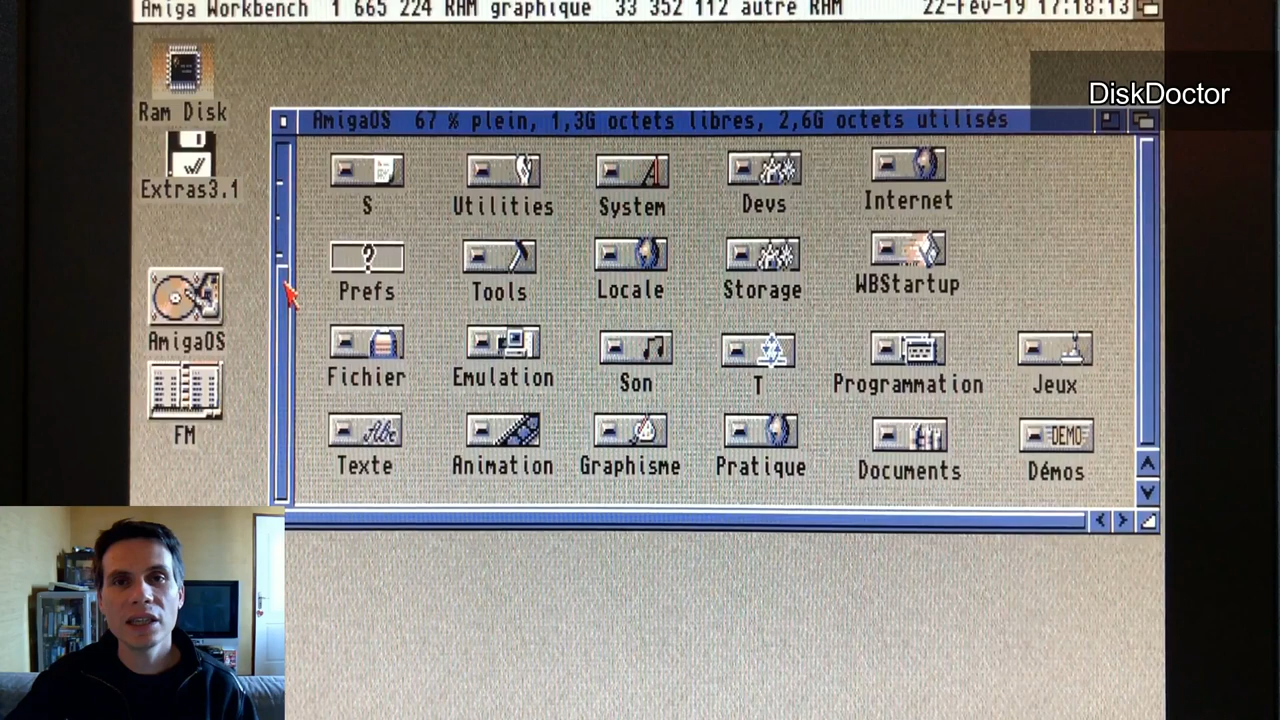 Amiga Workbench 1 665 224 RAM graphique 33 352 112 autre RAM 22-Fév-19 17:18:13
DiskDoctor
Ram Disk
Extras3.1
AmigaOS
FM
AmigaOS 67 % plein, 1,3G octets libres, 2,6G octets utilisés
S Utilities System Devs Internet
Prefs Tools Locale Storage WBStartup
Fichier Emulation Son T Programmation Jeux
Abc DEMO
Texte Animation Graphisme Pratique Documents Démos